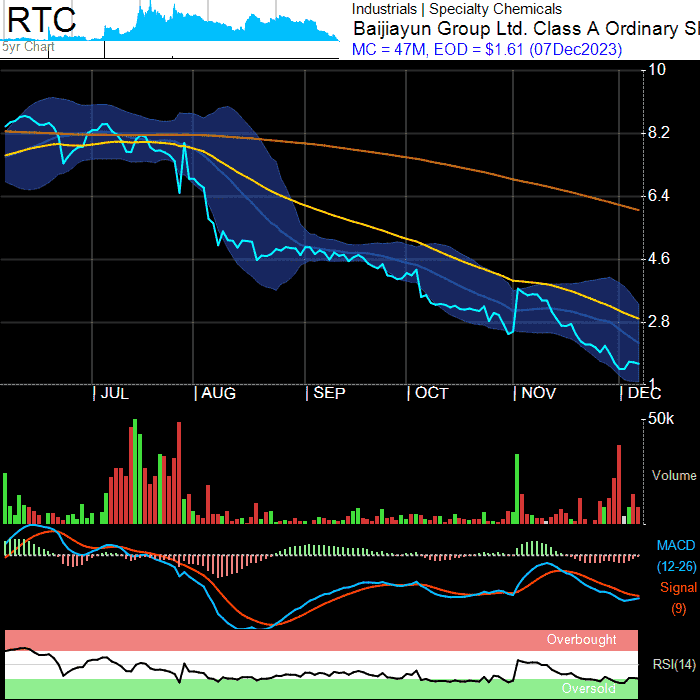 RTC
5yr Chart
Industrials | Specialty Chemicals
Baijiayun Group Ltd. Class A Ordinary S
MC = 47M, EOD = $1.61 (07Dec2023)
10
8.2
6.4
4.6
2.8
1
JUL AUG SEP OCT NOV DEC
50k
Volume
MACD
(12-26)
Signal
(9)
Overbought
RSI(14)
Oversold